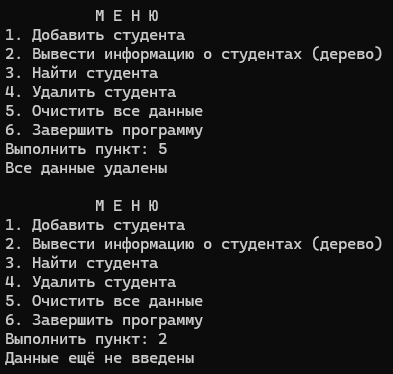 М Е Н Ю
1. Добавить студента
2. Вывести информацию о студентах (дерево)
3. Найти студента
4. Удалить студента
5. Очистить все данные
6. Завершить программу
Выполнить пункт: 5
Все данные удалены
М Е Н Ю
1. Добавить студента
2. Вывести информацию о студентах (дерево)
3. Найти студента
4. Удалить студента
5. Очистить все данные
6. Завершить программу
Выполнить пункт: 2
Данные ещё не введены